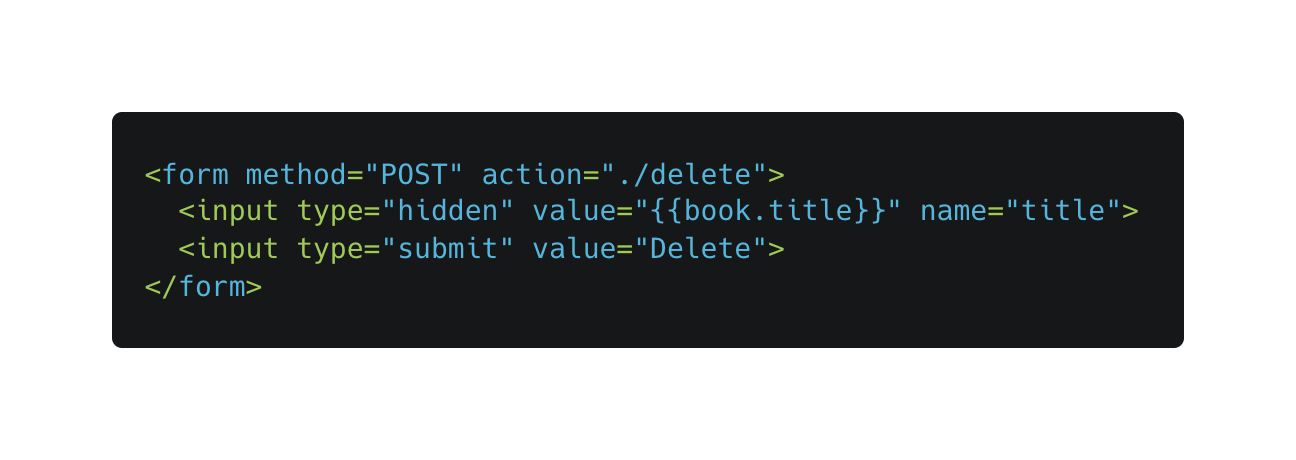 <form method="POST" action="./delete">
  <input type="hidden" value="{{book.title}}" name="title">
  <input type="submit" value="Delete">
</form>